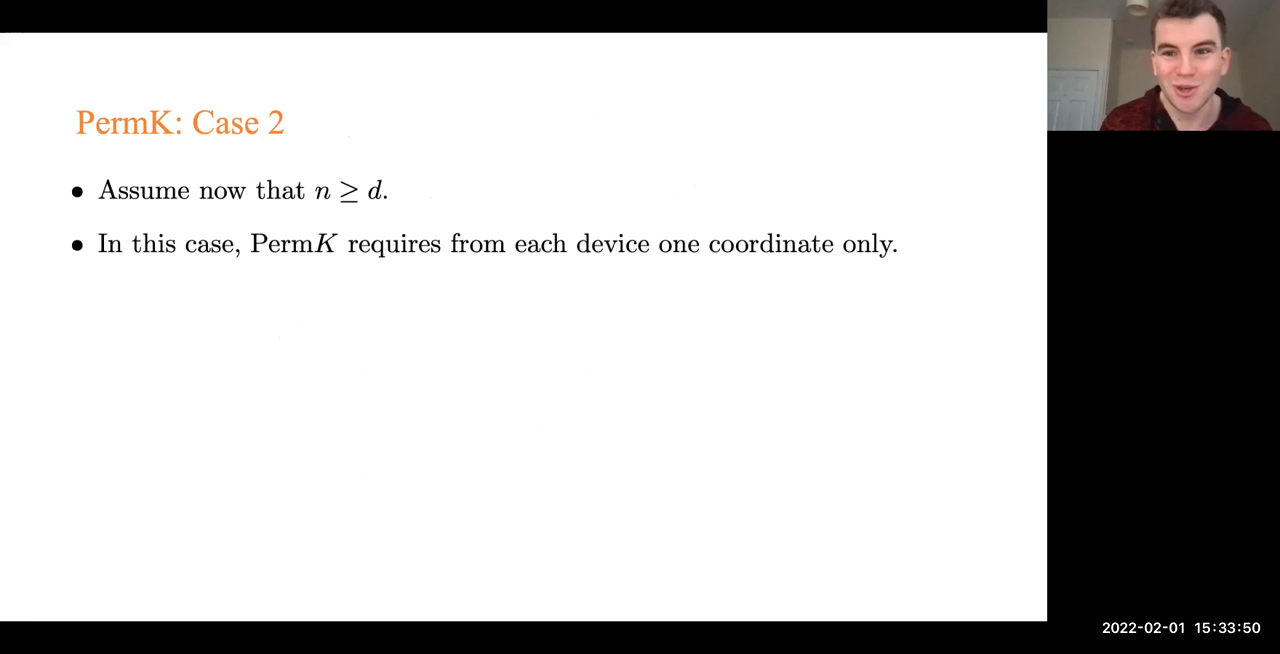 PermK: Case 2
• Assume now that n ≥ d.
• In this case, PermK requires from each device one coordinate only.
2022-02-01 15:33:50